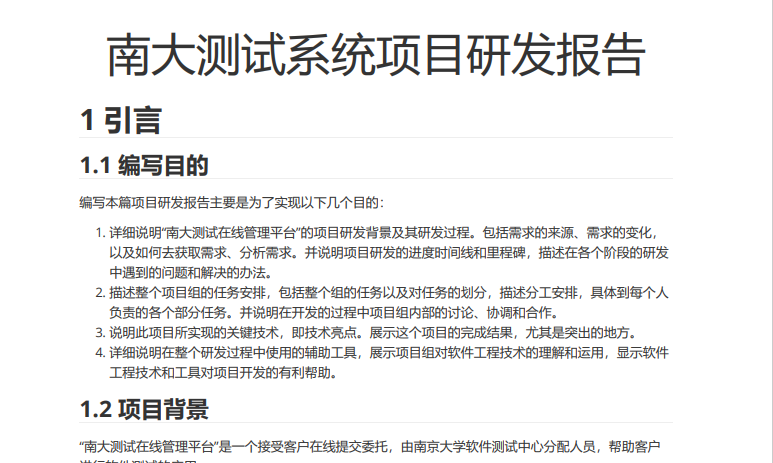 南大测试系统项目研发报告
1 引言
1.1 编写目的
编写本篇项目研发报告主要是为了实现以下几个目的：
1. 详细说明“南大测试在线管理平台”的项目研发背景及其研发过程。包括需求的来源、需求的变化，
以及如何去获取需求、分析需求。并说明项目研发的进度时间线和里程碑，描述在各个阶段的研发
中遇到的问题和解决的办法。
2. 描述整个项目组的任务安排，包括整个组的任务以及对任务的划分，描述分工安排，具体到每个人
负责的各个部分任务。并说明在开发的过程中项目组内部的讨论、协调和合作。
3. 说明此项目所实现的关键技术，即技术亮点。展示这个项目的完成结果，尤其是突出的地方。
4. 详细说明在整个研发过程中使用的辅助工具，展示项目组对软件工程技术的理解和运用，显示软件
工程技术和工具对项目开发的有利帮助。
1.2 项目背景
“南大测试在线管理平台”是一个接受客户在线提交委托，由南京大学软件测试中心分配人员，帮助客户